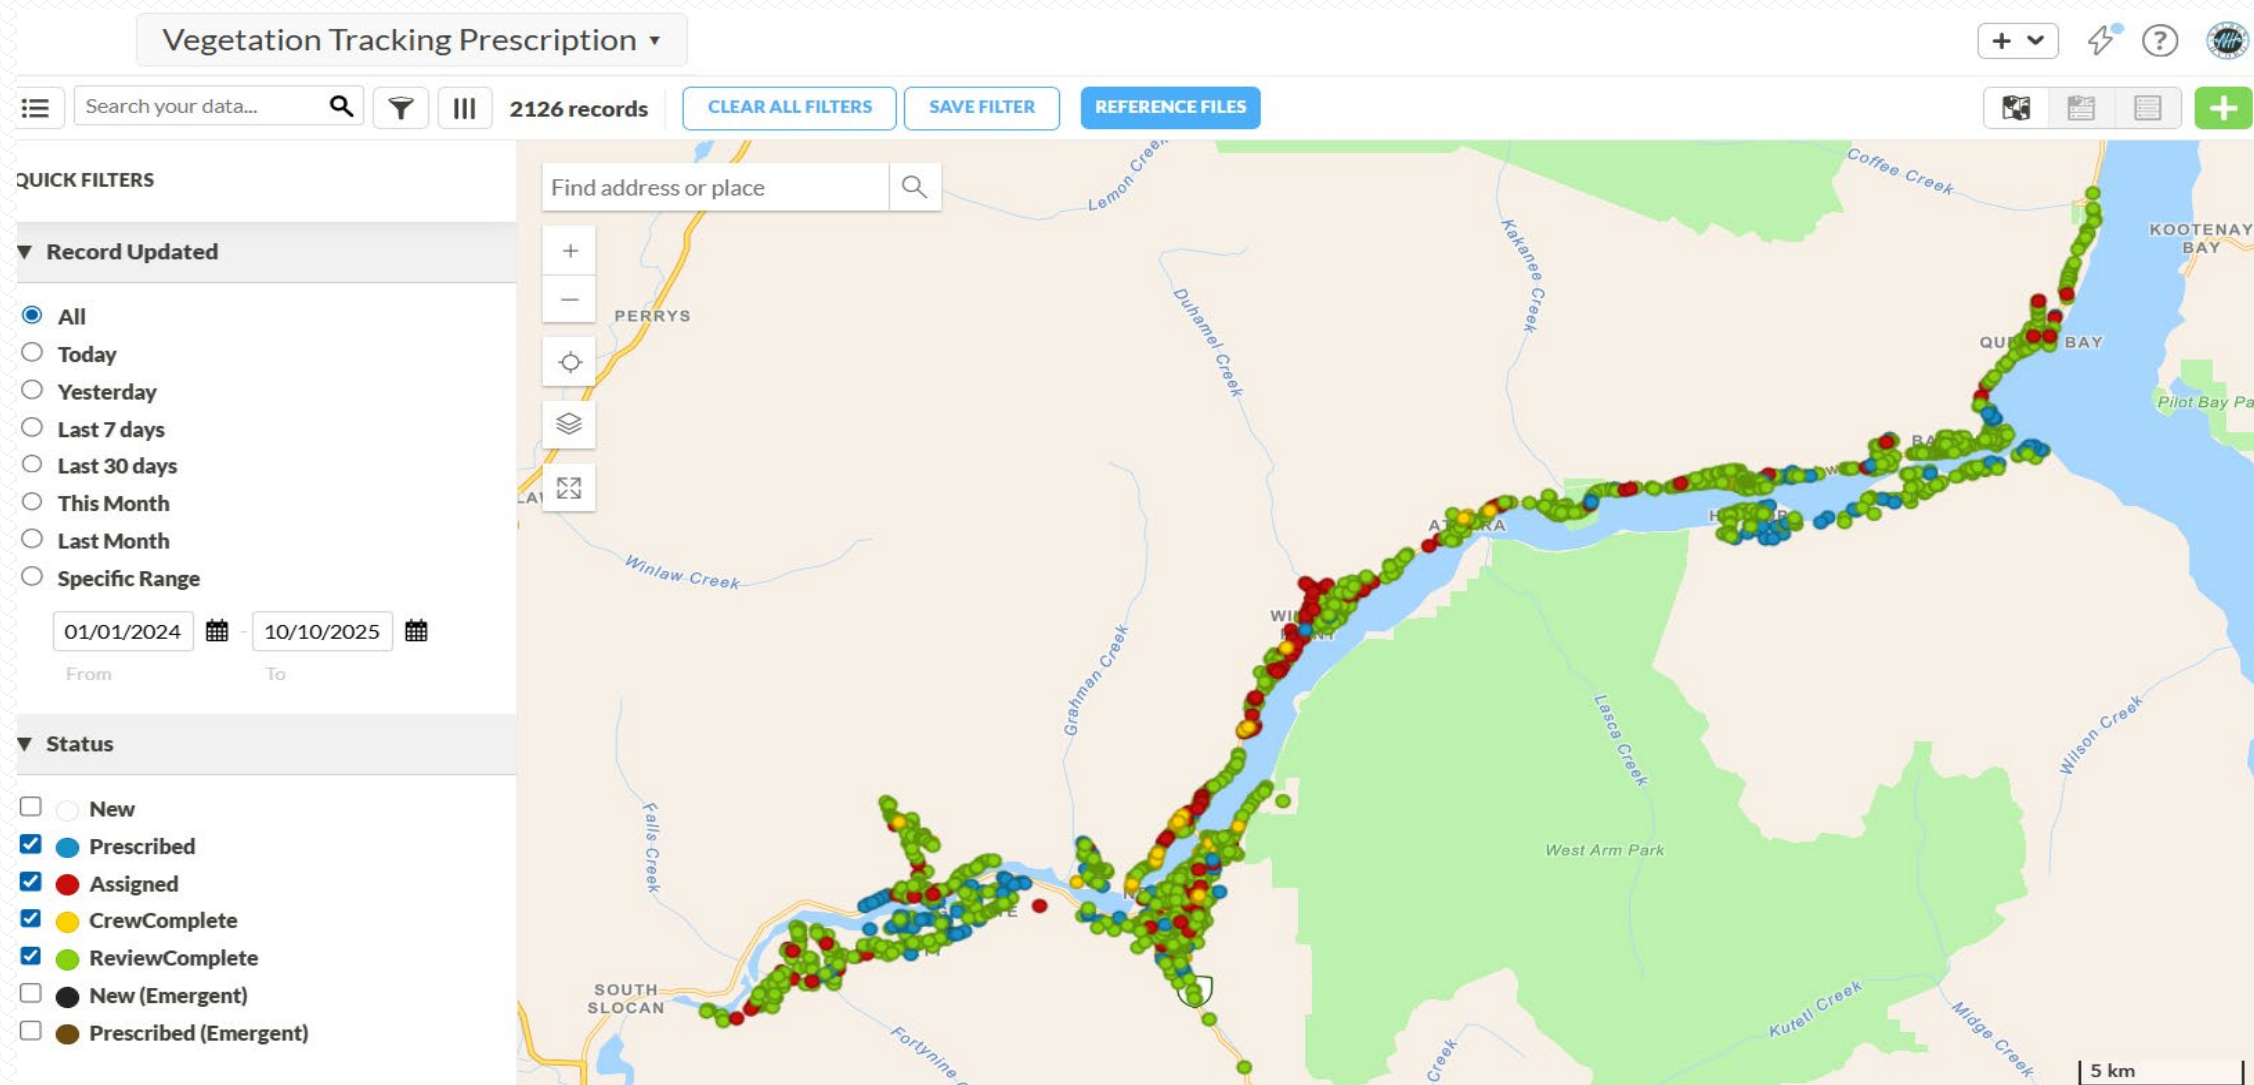 Vegetation Tracking Prescription
Search your data...
2126 records
CLEAR ALL FILTERS
SAVE FILTER
REFERENCE FILES
QUICK FILTERS
Record Updated
All
Today
Yesterday
Last 7 days
Last 30 days
This Month
Last Month
Specific Range
01/01/2024 - 10/10/2025
From To
Status
New
Prescribed
Assigned
CrewComplete
ReviewComplete
New (Emergent)
Prescribed (Emergent)
Find address or place
Lemon Creek
Coffee Creek
KOOTENAY
BAY
Kakanee Creek
PERRYS
Duhamel Creek
BAY
Pilot Bay Pa
Winlaw Creek
Grahman Creek
Lasca Creek
Wilson Creek
Falls Creek
West Arm Park
SOUTH
SLOCAN
Fortynine
Creek
Kutetl Creek
Midge Creek
5 km